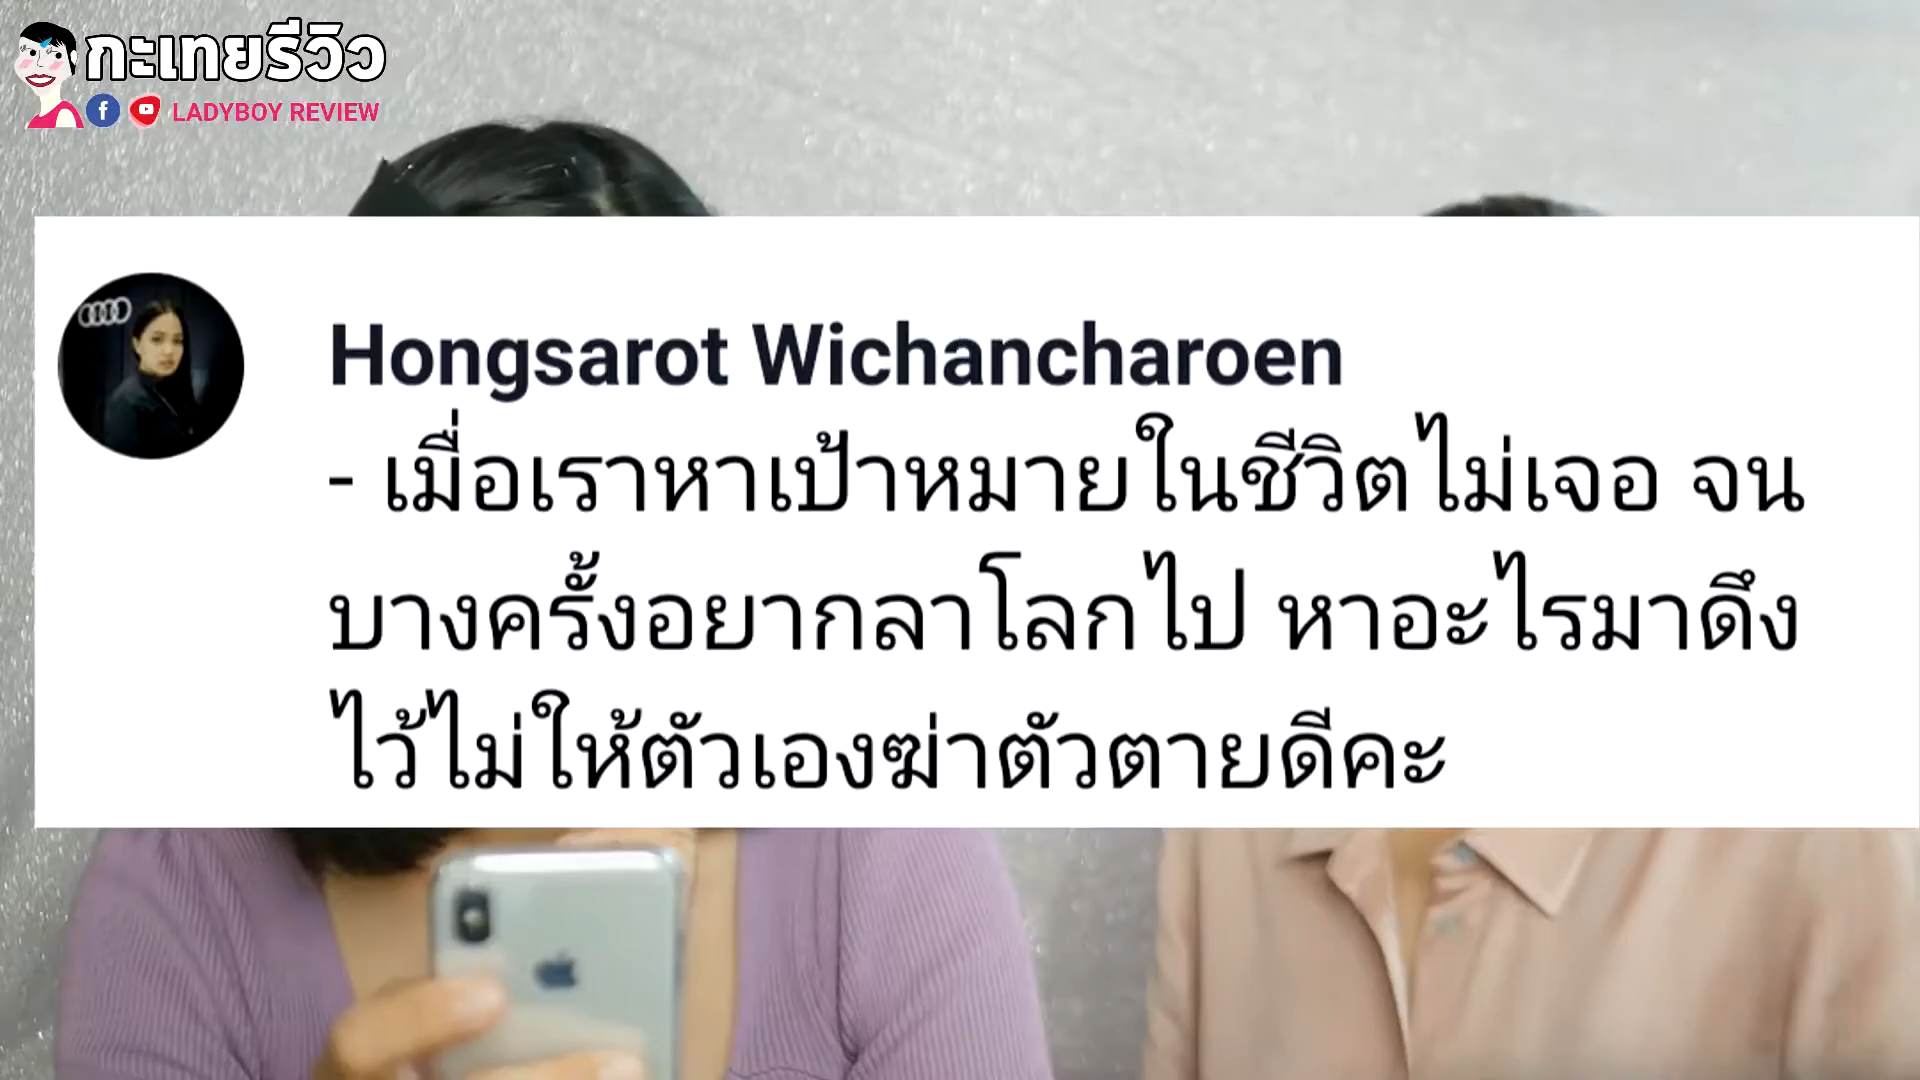 กะเทยรีวิว
LADYBOY REVIEW
Hongsarot Wichancharoen
- เมื่อเราหาเป้าหมายในชีวิตไม่เจอ จน
บางครั้งอยากลาโลกไป หาอะไรมาดึง
ไว้ไม่ให้ตัวเองฆ่าตัวตายดีคะ